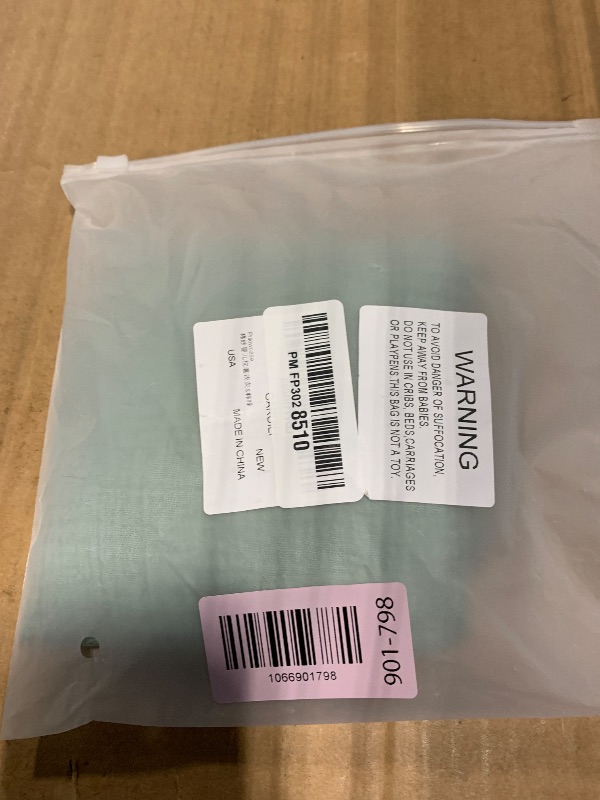 WARNING
TO AVOID DANGER OF SUFFOCATION,
KEEP AWAY FROM BABIES.
DO NOT USE IN CRIBS, BEDS,CARRIAGES
OR PLAYPENS THIS BAG IS NOT A TOY.
PM FP302 8510
USA
NEW
MADE IN CHINA
1066901798
901-798